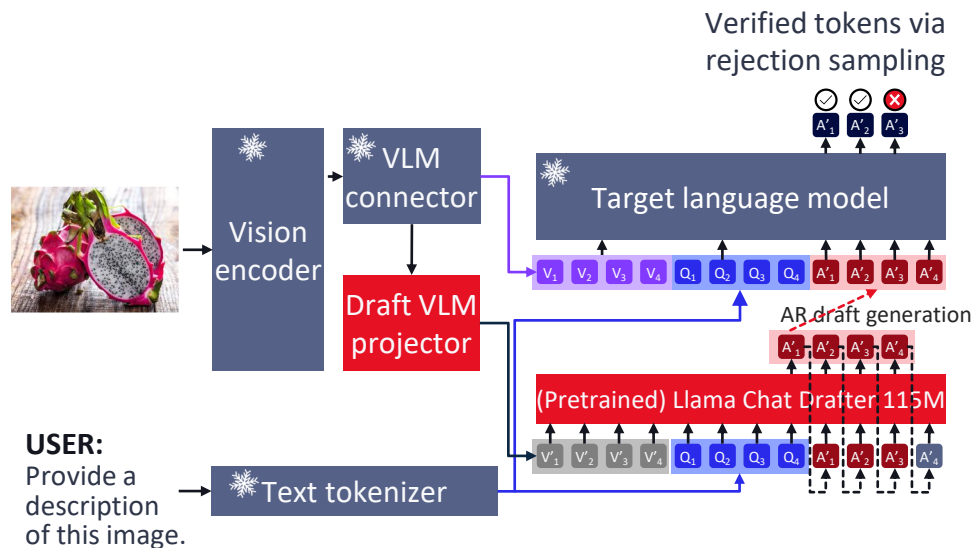 Verified tokens via
rejection sampling
A'₁ A'₂ A'₃
VLM
connector
Target language model
Vision
encoder
V₁ V₂ V₃ V₄ Q₁ Q₂ Q₃ Q₄ A'₁ A'₂ A'₃ A'₄
Draft VLM
projector
AR draft generation
A'₁ A'₂ A'₃ A'₄
(Pretrained) Llama Chat Drafter 115M
V'₁ V'₂ V'₃ V'₄ Q₁ Q₂ Q₃ Q₄ A'₁ A'₂ A'₃ A'₄
USER:
Provide a
description
of this image.
Text tokenizer